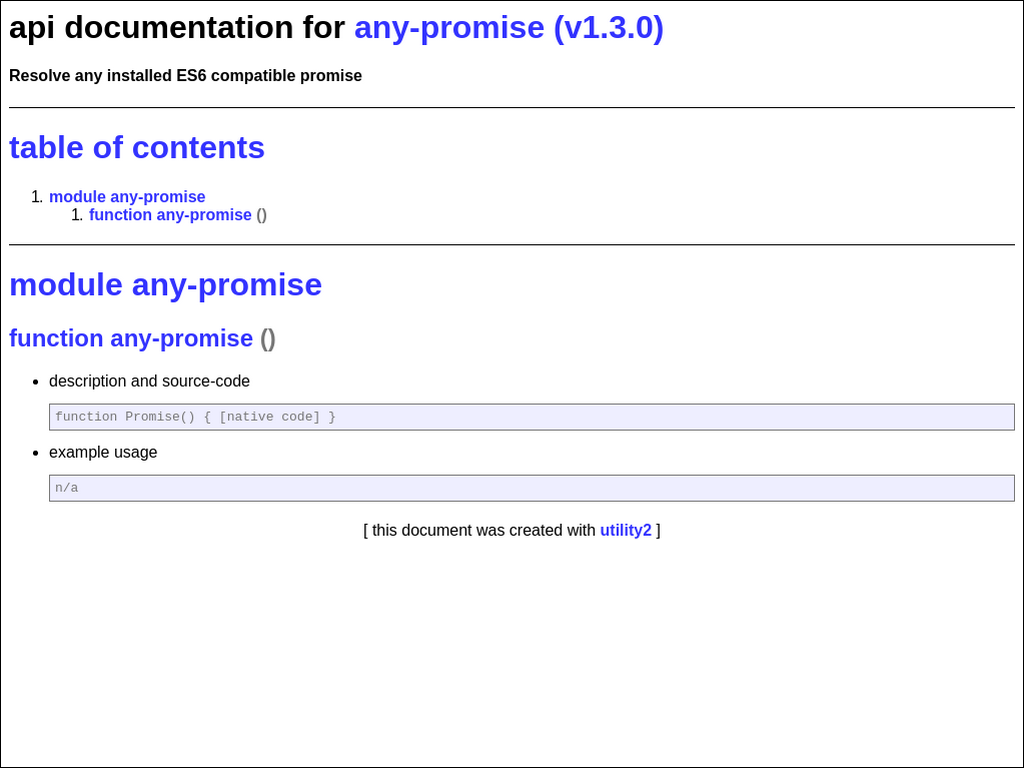 api documentation for any-promise (v1.3.0)
Resolve any installed ES6 compatible promise
table of contents
1. module any-promise
1. function any-promise ()
module any-promise
function any-promise ()
• description and source-code
function Promise() { [native code] }
• example usage
n/a
[ this document was created with utility2 ]